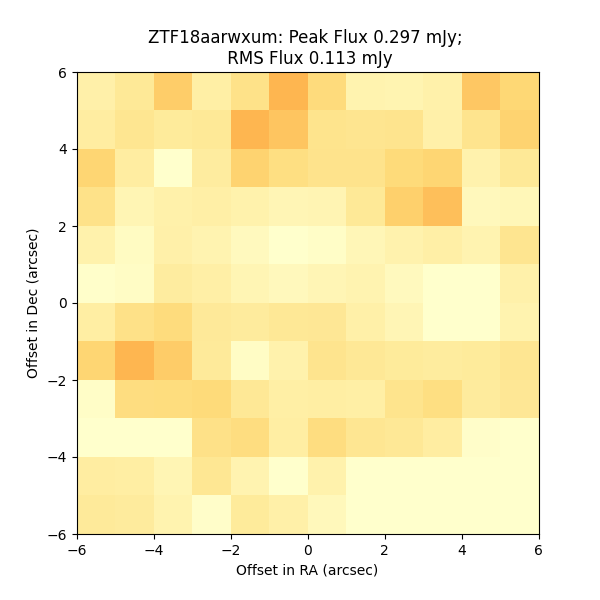 ZTF18aarwxum: Peak Flux 0.297 mJy;
RMS Flux 0.113 mJy
6
4
2
0
−2
−4
−6
Offset in Dec (arcsec)
−6 −4 −2 0 2 4 6
Offset in RA (arcsec)